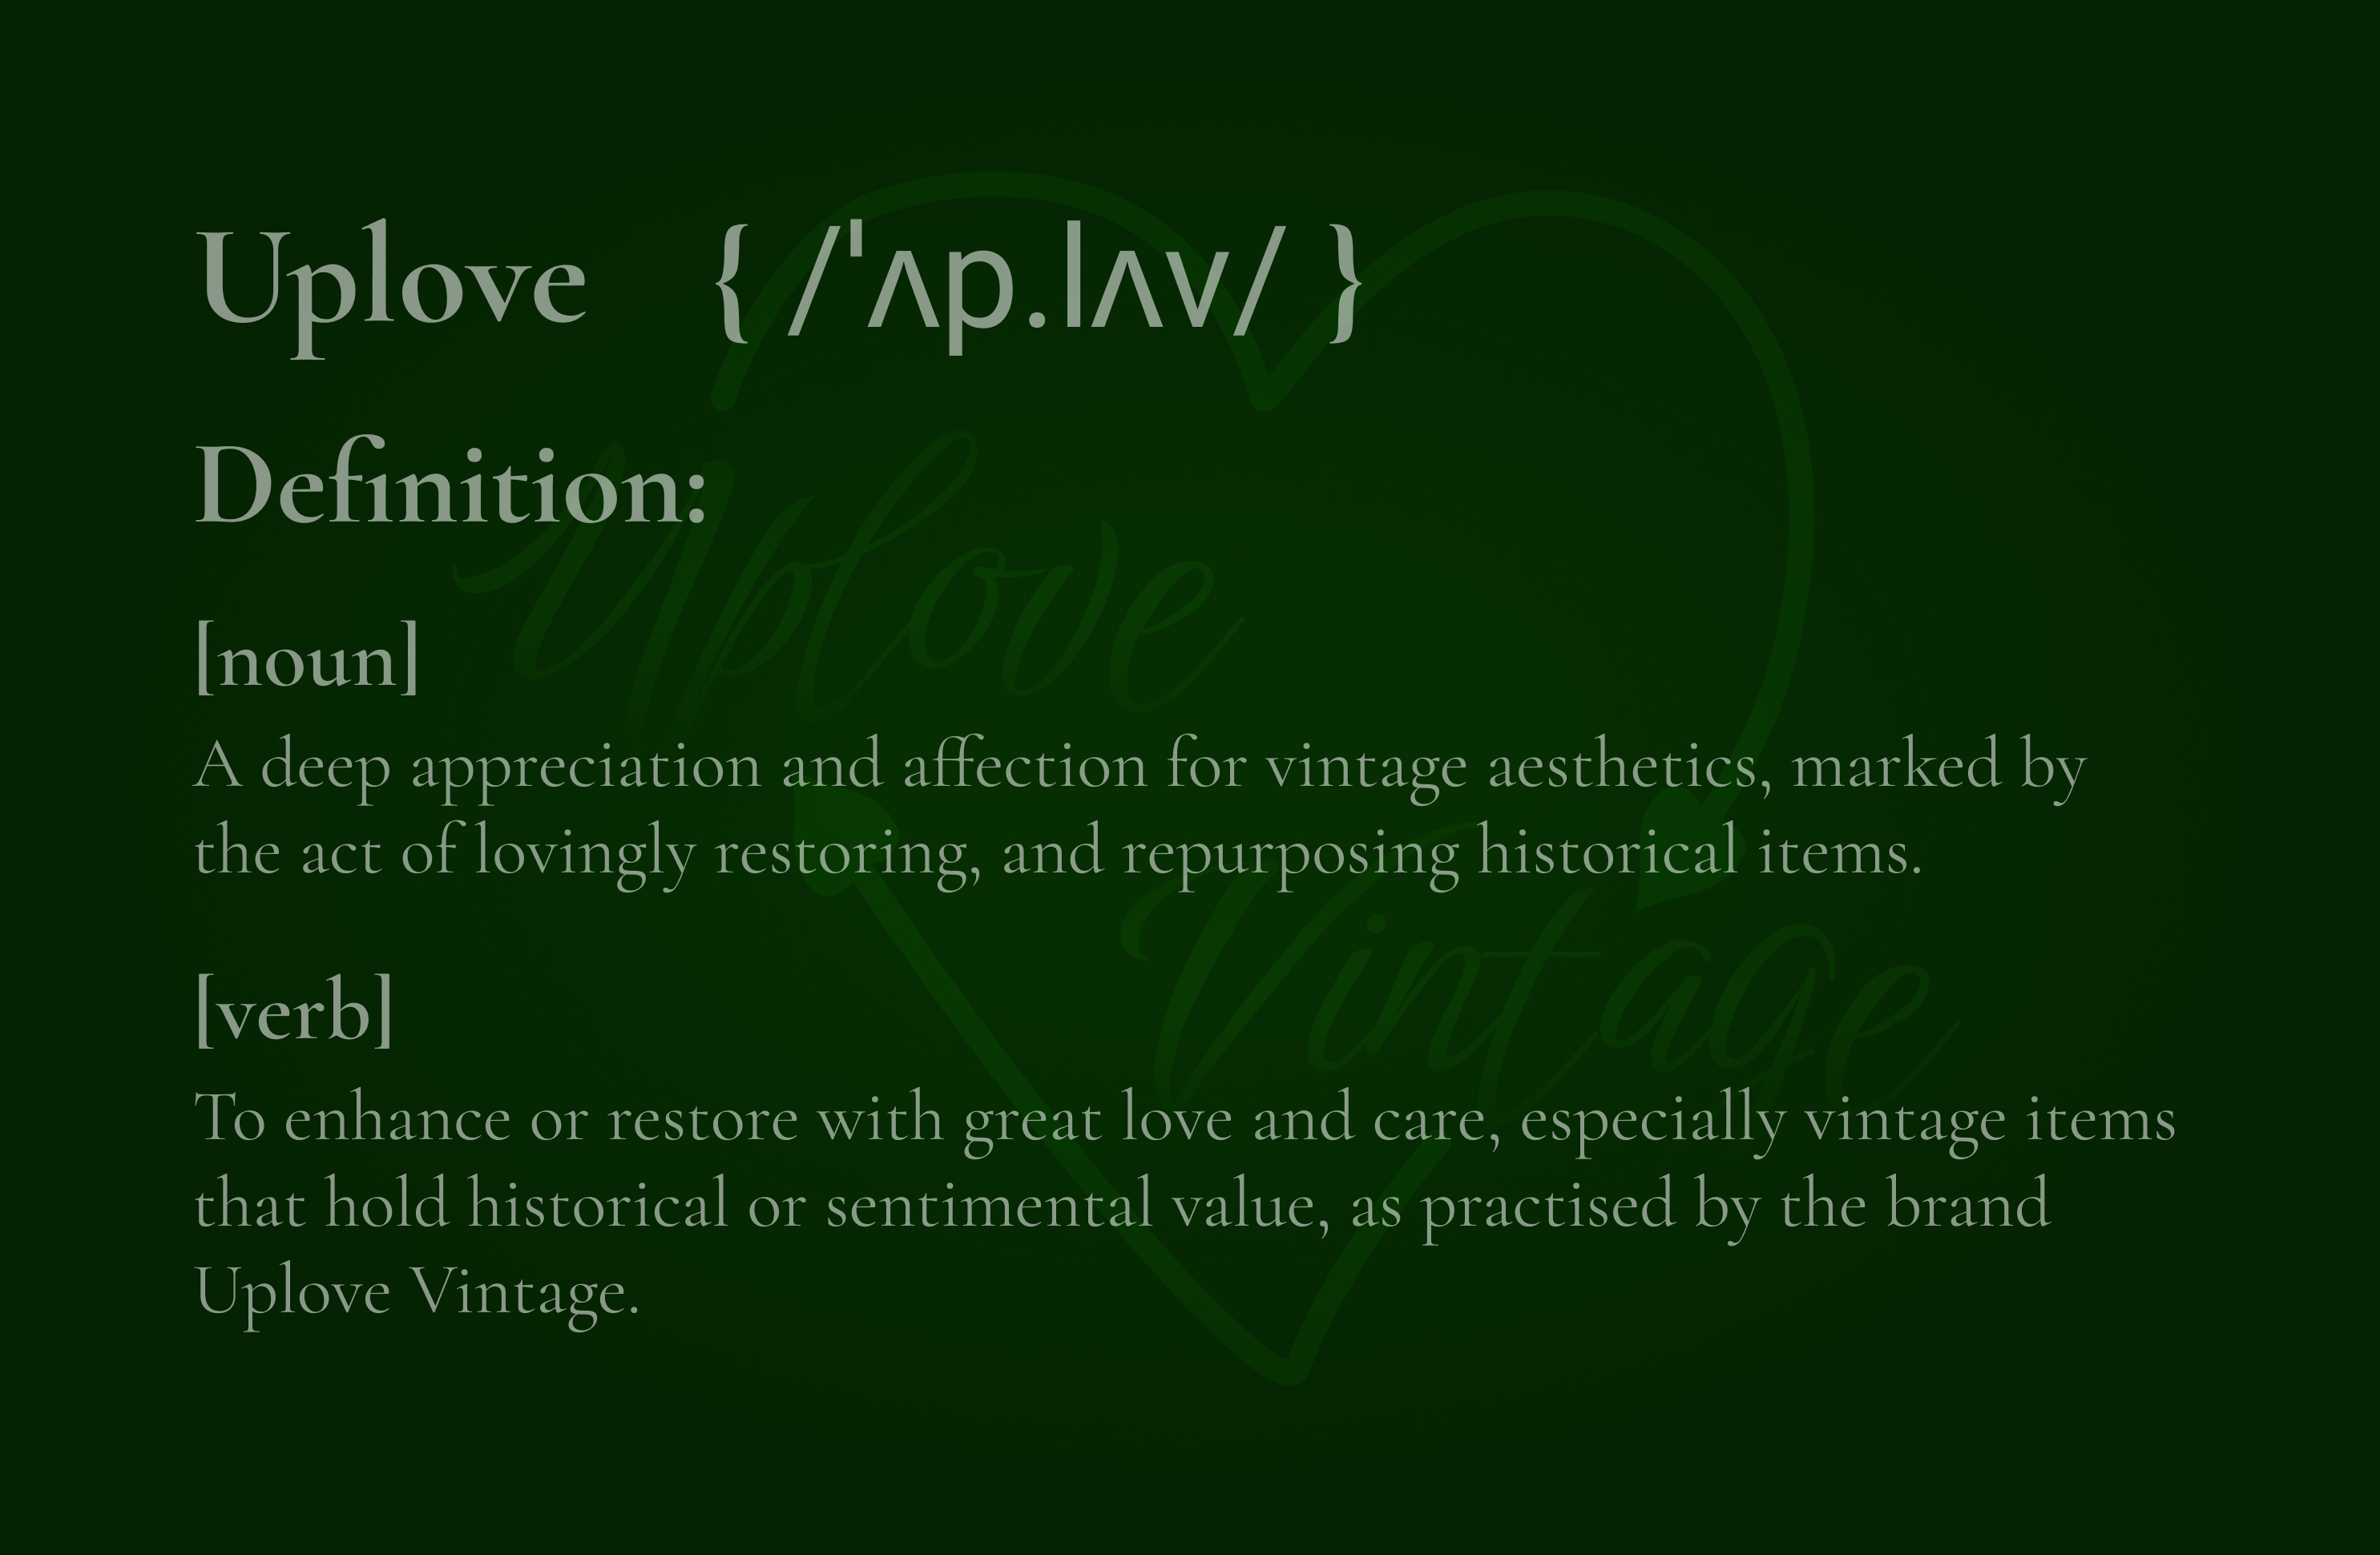 Uplove { /ˈʌp.lʌv/ }
Definition:
[noun]
A deep appreciation and affection for vintage aesthetics, marked by
the act of lovingly restoring, and repurposing historical items.
[verb]
To enhance or restore with great love and care, especially vintage items
that hold historical or sentimental value, as practised by the brand
Uplove Vintage.
Uplove
Vintage